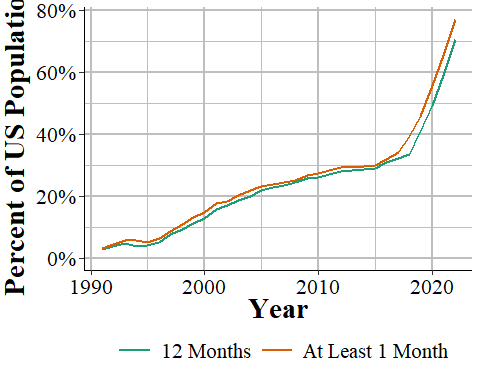 Percent of US Populatio
80%
60%
40%
20%
0%
1990 2000 2010 2020
Year
12 Months At Least 1 Month